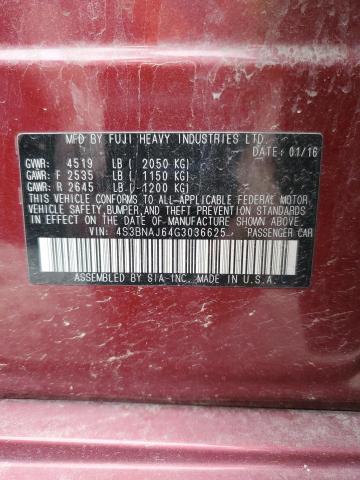 MFD. BY FUJI HEAVY INDUSTRIES LTD.
DATE: 01/16
GVWR: 4519 LB ( 2050 KG)
GAWR: F 2535 LB ( 1150 KG)
GAWR: R 2645 LB ( 1200 KG)
THIS VEHICLE CONFORMS TO ALL-APPLICABLE FEDERAL MOTOR
VEHICLE SAFETY, BUMPER, AND THEFT PREVENTION STANDARDS
IN EFFECT ON THE DATE OF MANUFACTURE SHOWN ABOVE.
VIN: 4S3BNAJ64G3036625 PASSENGER CAR
ASSEMBLED BY SIA-INC. MADE IN U.S.A.